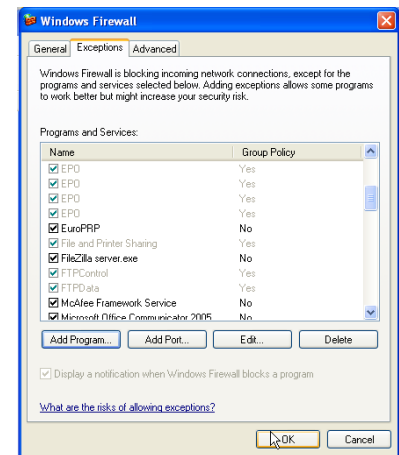 Windows Firewall
General Exceptions Advanced
Windows Firewall is blocking incoming network connections, except for the
programs and services selected below. Adding exceptions allows some programs
to work better but might increase your security risk.
Programs and Services:
Name Group Policy
EPO Yes
EPO Yes
EPO Yes
EPO Yes
EuroPRP No
File and Printer Sharing Yes
FileZilla server.exe No
FTPControl Yes
FTPData Yes
McAfee Framework Service No
Microsoft Office Communicator 2005 No
Add Program... Add Port... Edit... Delete
Display a notification when Windows Firewall blocks a program
What are the risks of allowing exceptions?
OK Cancel